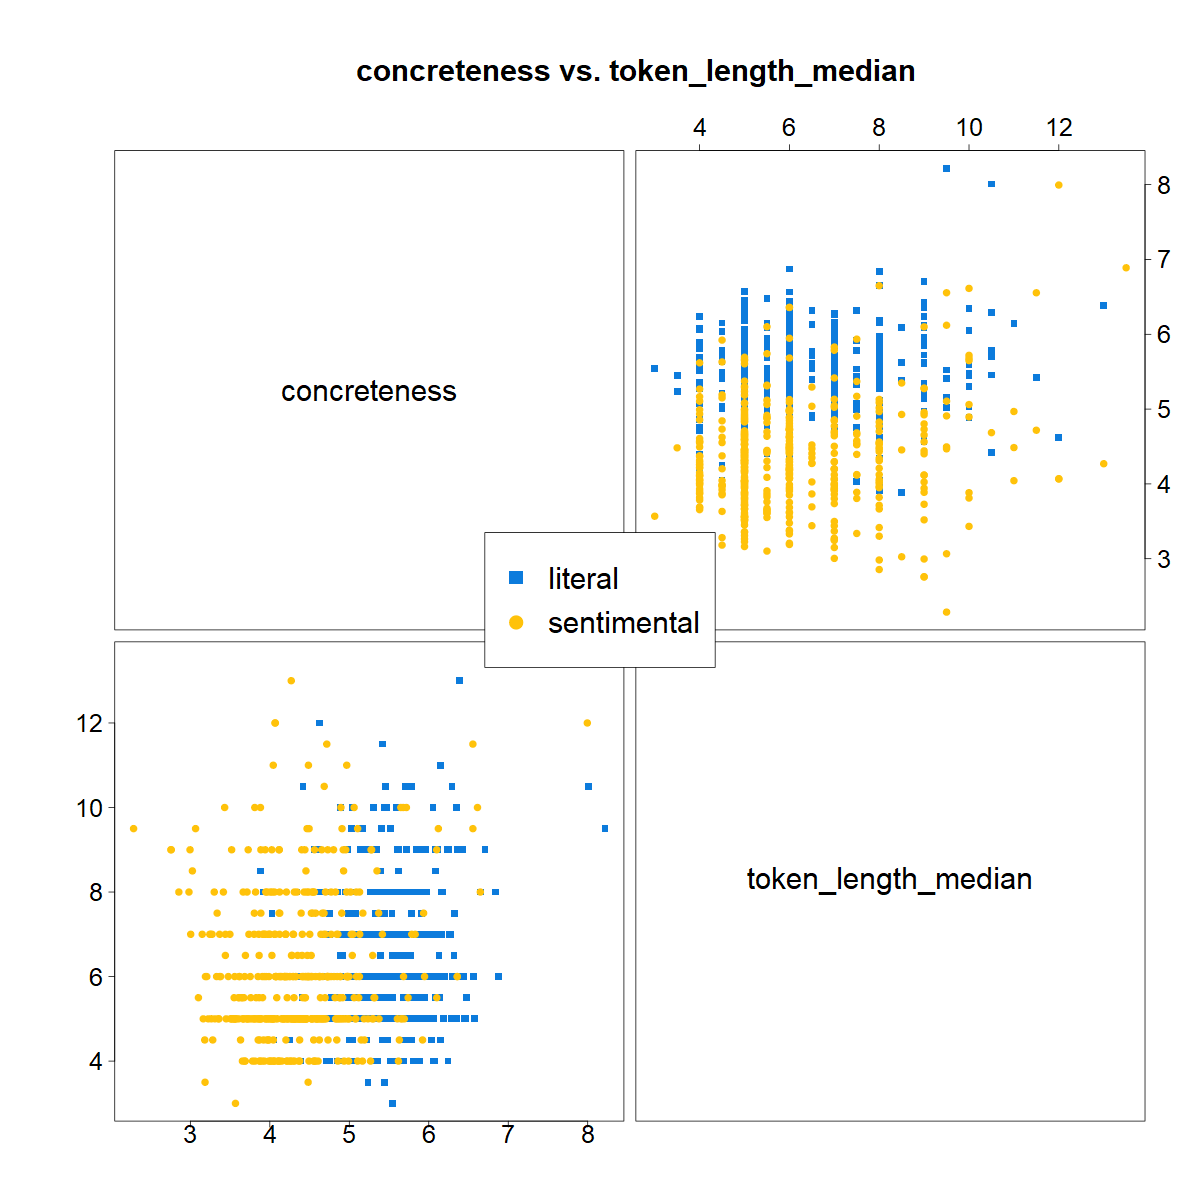 concreteness vs. token_length_median
4 6 8 10 12
concreteness
8
7
6
5
4
3
literal
sentimental
12
10
8
6
4
token_length_median
3 4 5 6 7 8